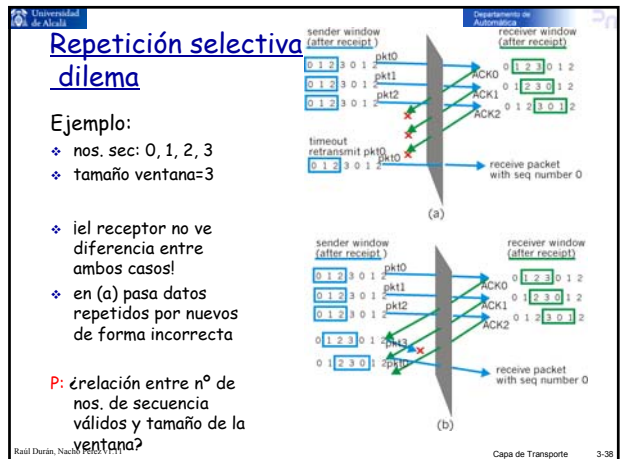 Universidad
de Alcalá
Departamento de
Automática
Repetición selectiva
dilema
Ejemplo:
nos. sec: 0, 1, 2, 3
tamaño ventana=3
¡el receptor no ve
diferencia entre
ambos casos!
en (a) pasa datos
repetidos por nuevos
de forma incorrecta
P: ¿relación entre nº de
nos. de secuencia
válidos y tamaño de la
ventana?
sender window
(after receipt)
receiver window
(after receipt)
0 1 2 3 0 1 2
pkt0
0 1 2 3 0 1 2
pkt1
0 1 2 3 0 1 2
pkt2
ACK0
0 1 2 3 0 1 2
ACK1
0 1 2 3 0 1 2
ACK2
0 1 2 3 0 1 2
timeout
retransmit pkt0
0 1 2 3 0 1 2
pkt0
receive packet
with seq number 0
(a)
sender window
(after receipt)
receiver window
(after receipt)
0 1 2 3 0 1 2
pkt0
0 1 2 3 0 1 2
pkt1
0 1 2 3 0 1 2
pkt2
ACK0
0 1 2 3 0 1 2
ACK1
0 1 2 3 0 1 2
ACK2
0 1 2 3 0 1 2
0 1 2 3 0 1 2
pkt3
0 1 2 3 0 1 2
pkt0
receive packet
with seq number 0
(b)
Raúl Durán, Nacho Pérez v1.11
Capa de Transporte
3-38